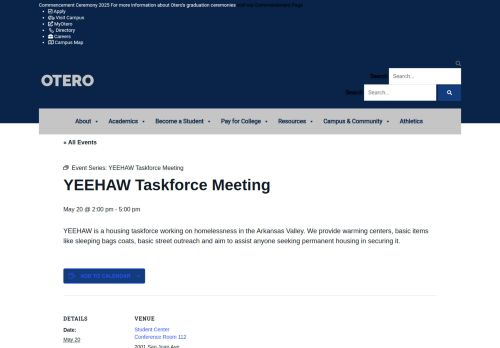 Commencement Ceremony 2025 For more information about Otero's graduation ceremonies visit our Commencement Page
Apply
Visit Campus
MyOtero
Directory
Careers
Campus Map
OTERO
Search Search...
Search Search...
About Academics Become a Student Pay for College Resources Campus & Community Athletics
« All Events
Event Series: YEEHAW Taskforce Meeting
YEEHAW Taskforce Meeting
May 20 @ 2:00 pm - 5:00 pm
YEEHAW is a housing taskforce working on homelessness in the Arkansas Valley. We provide warming centers, basic items
like sleeping bags coats, basic street outreach and aim to assist anyone seeking permanent housing in securing it.
ADD TO CALENDAR
DETAILS VENUE
Date: Student Center
May 20 Conference Room 112
2001 San Juan Ave